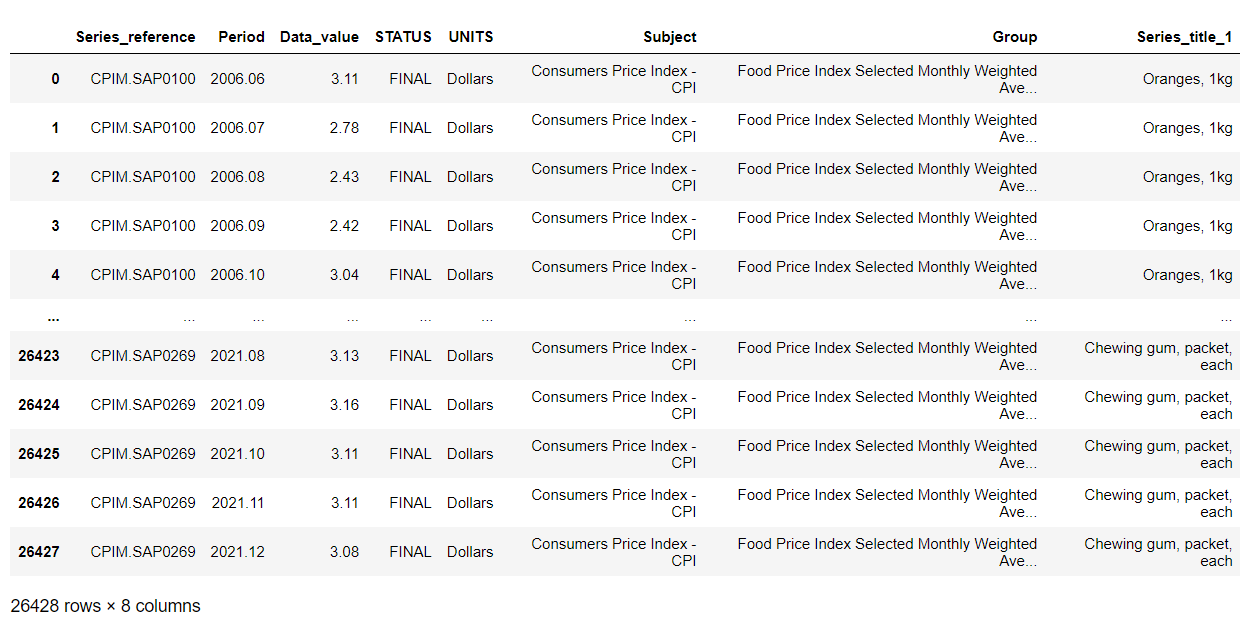 Series_reference Period Data_value STATUS UNITS Subject Group Series_title_1
0 CPIM.SAP0100 2006.06 3.11 FINAL Dollars Consumers Price Index - CPI Food Price Index Selected Monthly Weighted Ave... Oranges, 1kg
1 CPIM.SAP0100 2006.07 2.78 FINAL Dollars Consumers Price Index - CPI Food Price Index Selected Monthly Weighted Ave... Oranges, 1kg
2 CPIM.SAP0100 2006.08 2.43 FINAL Dollars Consumers Price Index - CPI Food Price Index Selected Monthly Weighted Ave... Oranges, 1kg
3 CPIM.SAP0100 2006.09 2.42 FINAL Dollars Consumers Price Index - CPI Food Price Index Selected Monthly Weighted Ave... Oranges, 1kg
4 CPIM.SAP0100 2006.10 3.04 FINAL Dollars Consumers Price Index - CPI Food Price Index Selected Monthly Weighted Ave... Oranges, 1kg
... ... ... ... ... ... ... ... ...
26423 CPIM.SAP0269 2021.08 3.13 FINAL Dollars Consumers Price Index - CPI Food Price Index Selected Monthly Weighted Ave... Chewing gum, packet, each
26424 CPIM.SAP0269 2021.09 3.16 FINAL Dollars Consumers Price Index - CPI Food Price Index Selected Monthly Weighted Ave... Chewing gum, packet, each
26425 CPIM.SAP0269 2021.10 3.11 FINAL Dollars Consumers Price Index - CPI Food Price Index Selected Monthly Weighted Ave... Chewing gum, packet, each
26426 CPIM.SAP0269 2021.11 3.11 FINAL Dollars Consumers Price Index - CPI Food Price Index Selected Monthly Weighted Ave... Chewing gum, packet, each
26427 CPIM.SAP0269 2021.12 3.08 FINAL Dollars Consumers Price Index - CPI Food Price Index Selected Monthly Weighted Ave... Chewing gum, packet, each
26428 rows × 8 columns